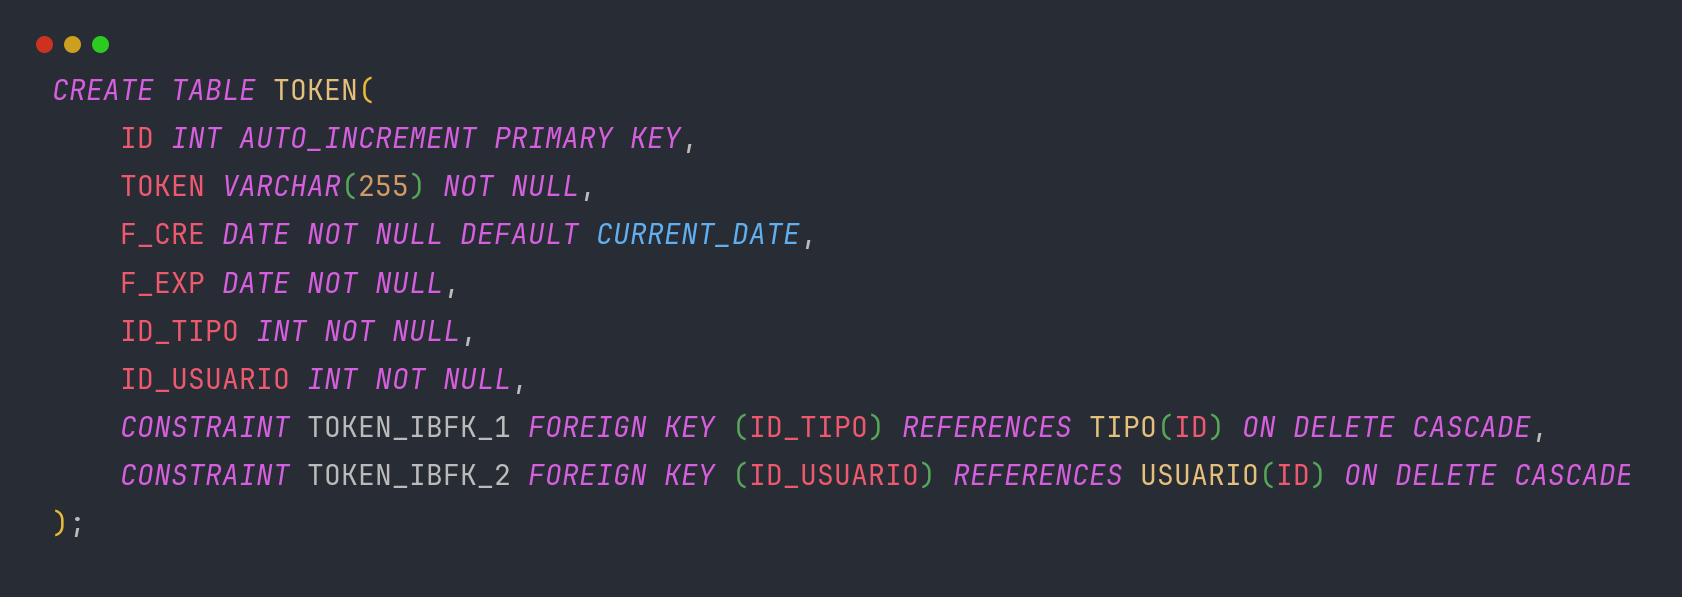 CREATE TABLE TOKEN(
    ID INT AUTO_INCREMENT PRIMARY KEY,
    TOKEN VARCHAR(255) NOT NULL,
    F_CRE DATE NOT NULL DEFAULT CURRENT_DATE,
    F_EXP DATE NOT NULL,
    ID_TIPO INT NOT NULL,
    ID_USUARIO INT NOT NULL,
    CONSTRAINT TOKEN_IBFK_1 FOREIGN KEY (ID_TIPO) REFERENCES TIPO(ID) ON DELETE CASCADE,
    CONSTRAINT TOKEN_IBFK_2 FOREIGN KEY (ID_USUARIO) REFERENCES USUARIO(ID) ON DELETE CASCADE
);